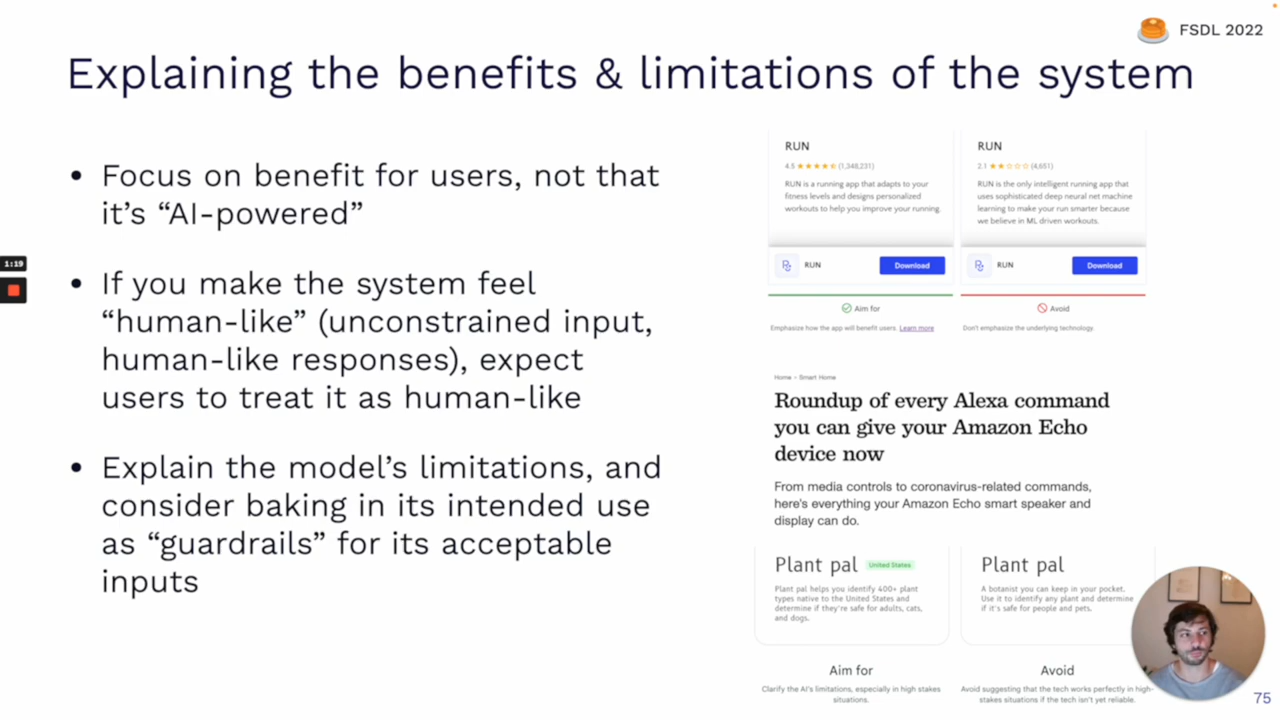 FSDL 2022
Explaining the benefits & limitations of the system
• Focus on benefit for users, not that
it's “AI-powered”
• If you make the system feel
“human-like” (unconstrained input,
human-like responses), expect
users to treat it as human-like
• Explain the model's limitations, and
consider baking in its intended use
as “guardrails” for its acceptable
inputs
1:19
RUN
4.5 ★★★★★ (1,348,231)
RUN is a running app that adapts to your
fitness levels and designs personalized
workouts to help you improve your running.
RUN
Download
Aim for
Emphasize how the app will benefit users. Learn more
RUN
2.1 ★★☆☆☆ (4,651)
RUN is the only intelligent running app that
uses sophisticated deep neural net machine
learning to make your run smarter because
we believe in ML driven workouts.
RUN
Download
Avoid
Don't emphasize the underlying technology.
Home > Smart Home
Roundup of every Alexa command
you can give your Amazon Echo
device now
From media controls to coronavirus-related commands,
here's everything your Amazon Echo smart speaker and
display can do.
Plant pal United States
Plant pal helps you identify 400+ plant
types native to the United States and
determine if they're safe for adults, cats,
and dogs.
Aim for
Clarify the AI's limitations, especially in high stakes
situations.
Plant pal
A botanist you can keep in your pocket.
Use it to identify any plant and determine
if it's safe for people and pets.
Avoid
Avoid suggesting that the tech works perfectly in high-
stakes situations if the tech isn't yet reliable.
75